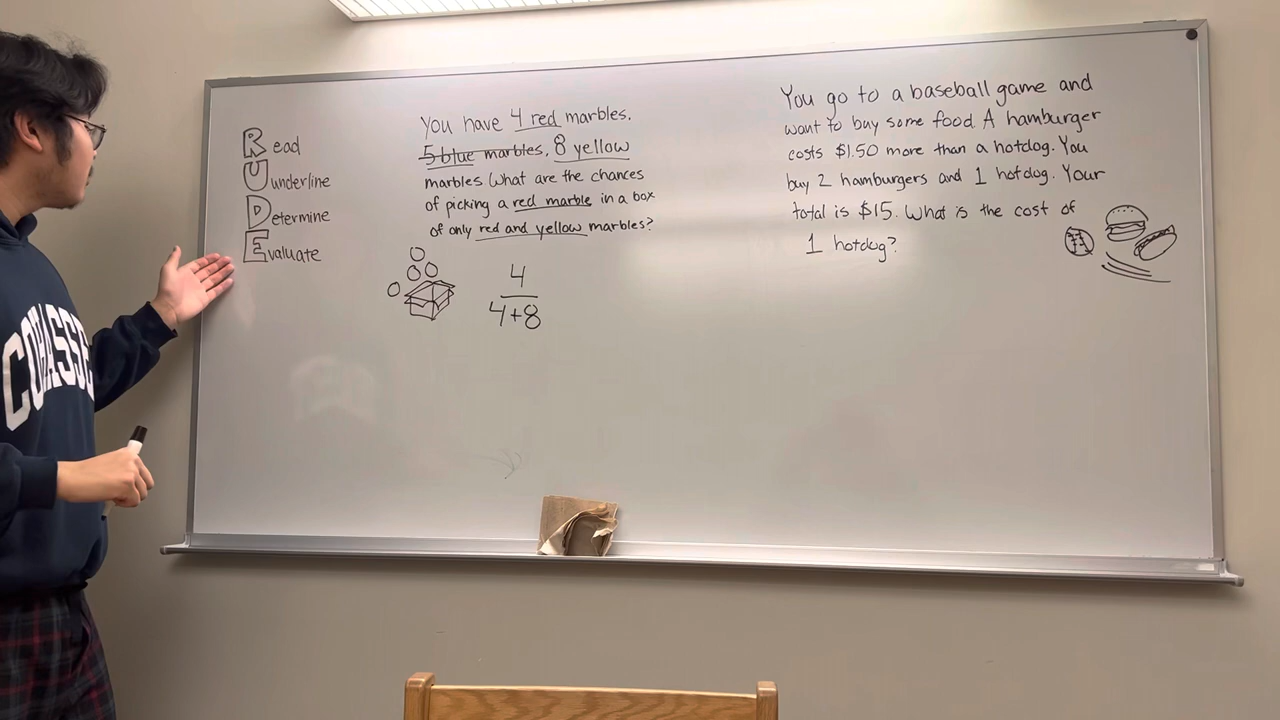 Read
Uunderline
Determine
Evaluate
You have 4 red marbles.
5 blue marbles, 8 yellow
marbles What are the chances
of picking a red marble in a box
of only red and yellow marbles?
4
4+8
You go to a baseball game and
want to buy some food. A hamburger
costs $1.50 more than a hotdog. You
buy 2 hamburgers and 1 hotdog. Your
total is $15. What is the cost of
1 hotdog?